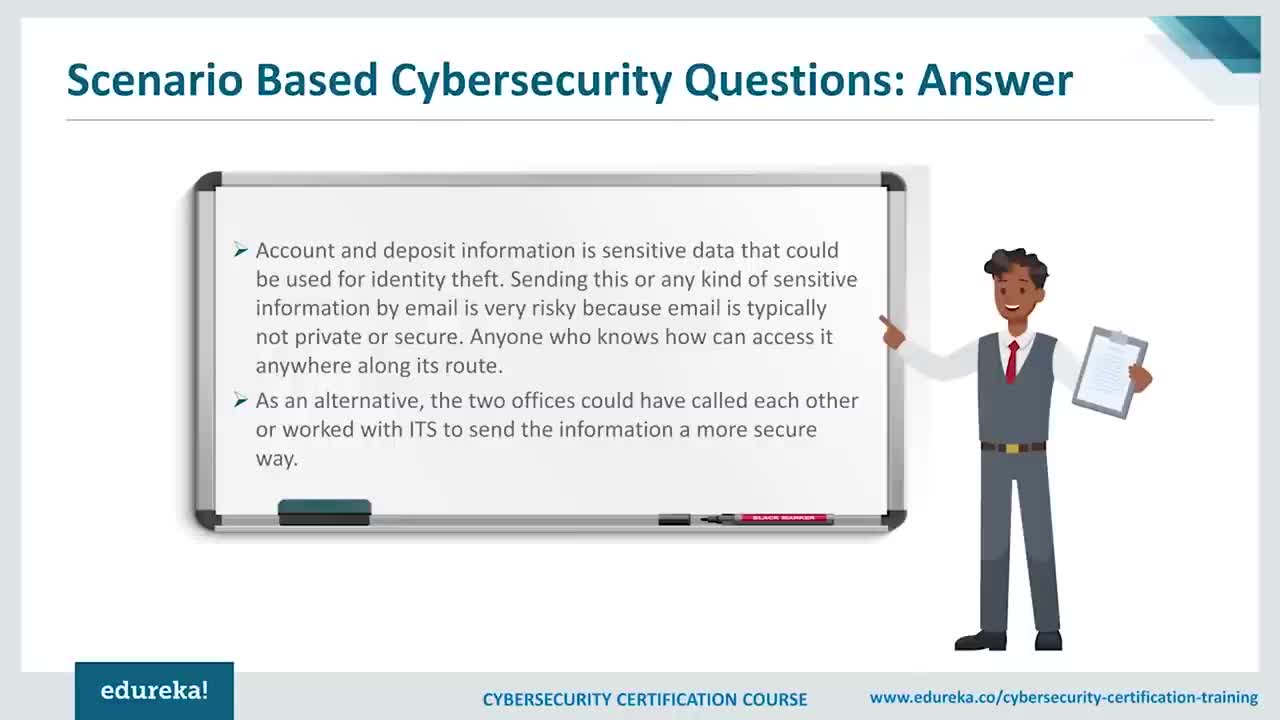 Scenario Based Cybersecurity Questions: Answer
Account and deposit information is sensitive data that could
be used for identity theft. Sending this or any kind of sensitive
information by email is very risky because email is typically
not private or secure. Anyone who knows how can access it
anywhere along its route.
As an alternative, the two offices could have called each other
or worked with ITS to send the information a more secure
way.
BLACK MARKER
edureka!
CYBERSECURITY CERTIFICATION COURSE
www.edureka.co/cybersecurity-certification-training